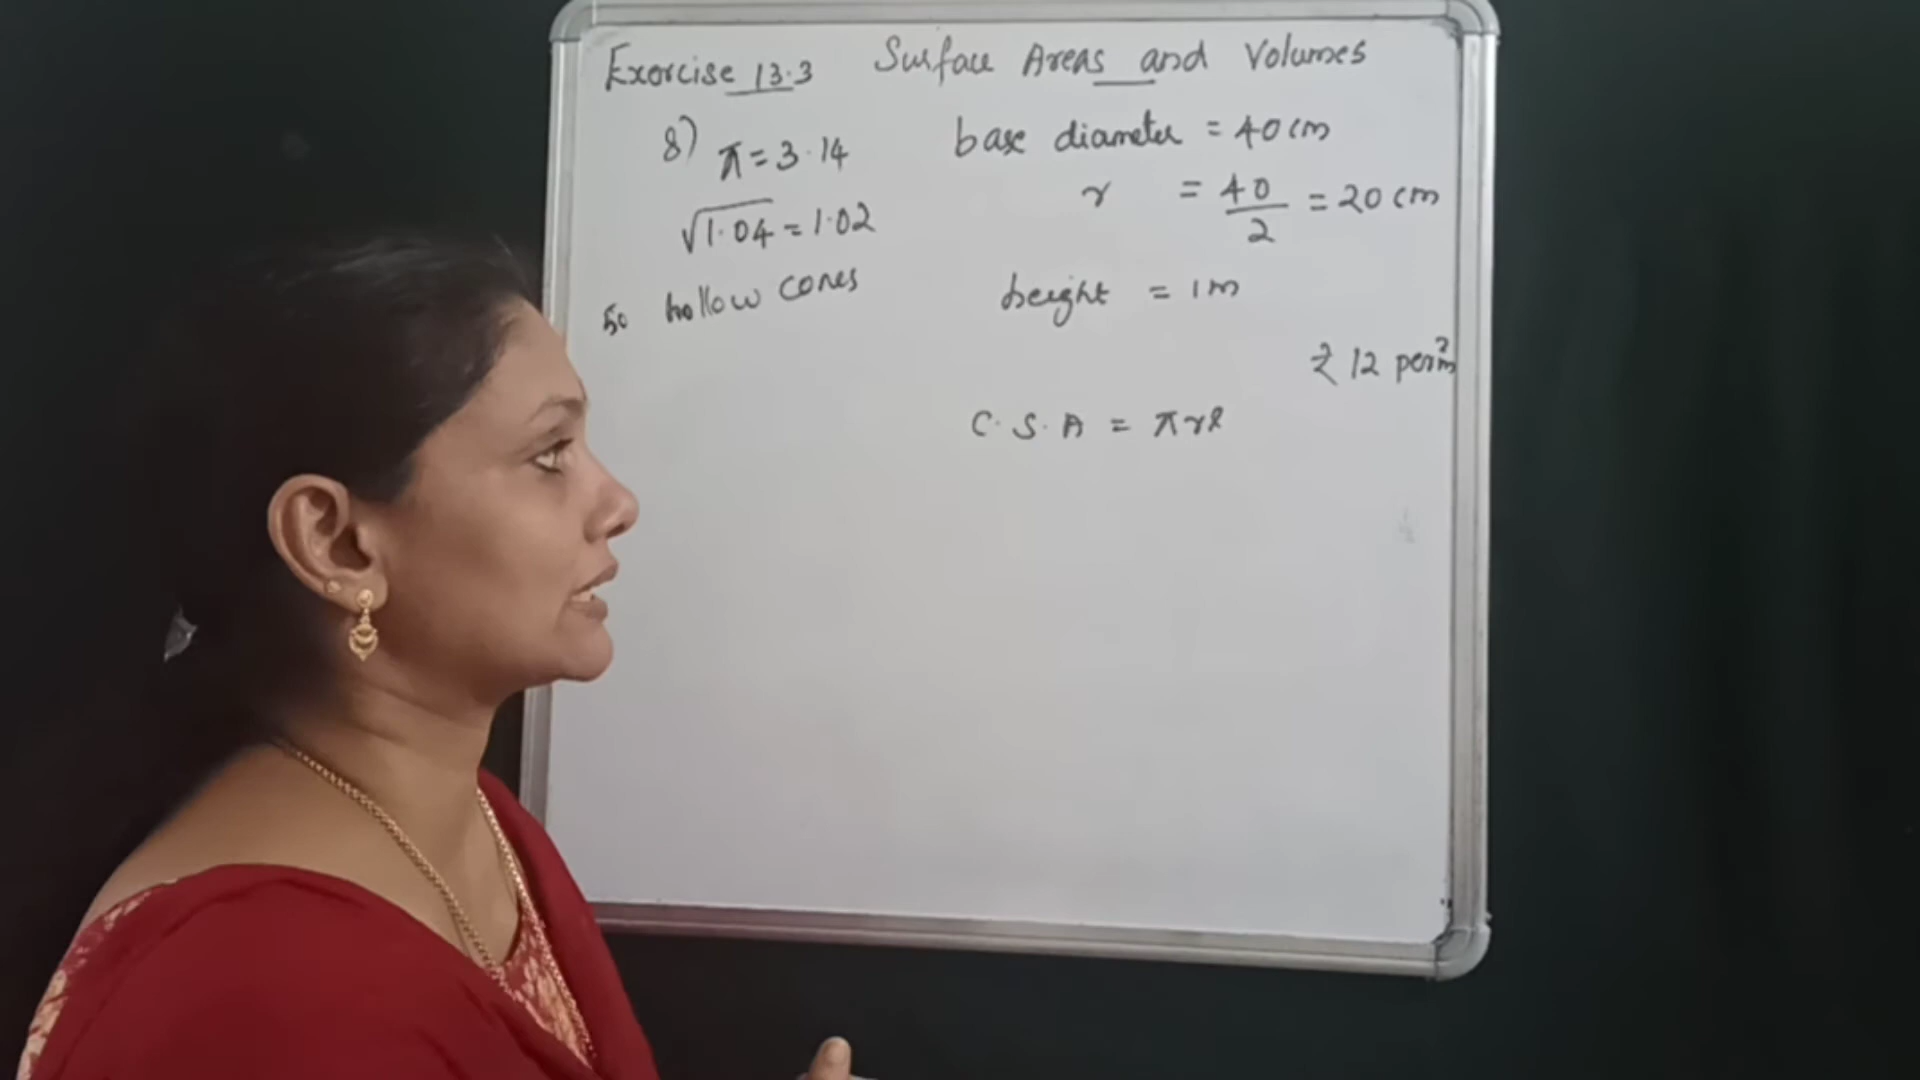 Exercise 13.3 Surface Areas and Volumes
8) π = 3.14 base diameter = 40 cm
√1.04 = 1.02 r = 40/2 = 20 cm
50 hollow cones height = 1 m
₹ 12 per m²
C.S.A = πrl